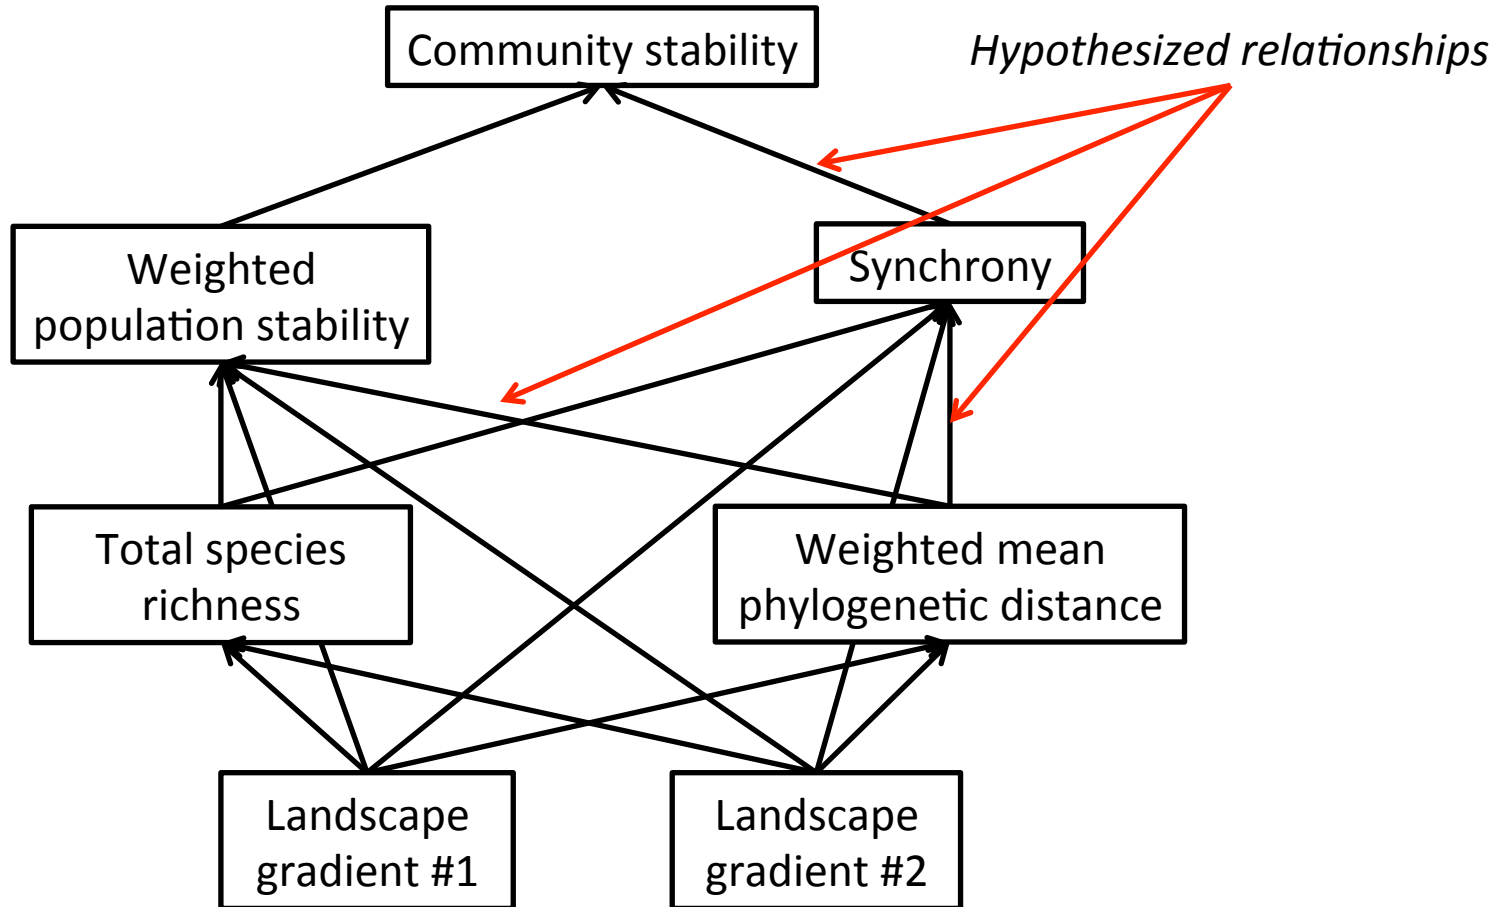 Community stability
Hypothesized relationships
Weighted
population stability
Synchrony
Total species
richness
Weighted mean
phylogenetic distance
Landscape
gradient #1
Landscape
gradient #2